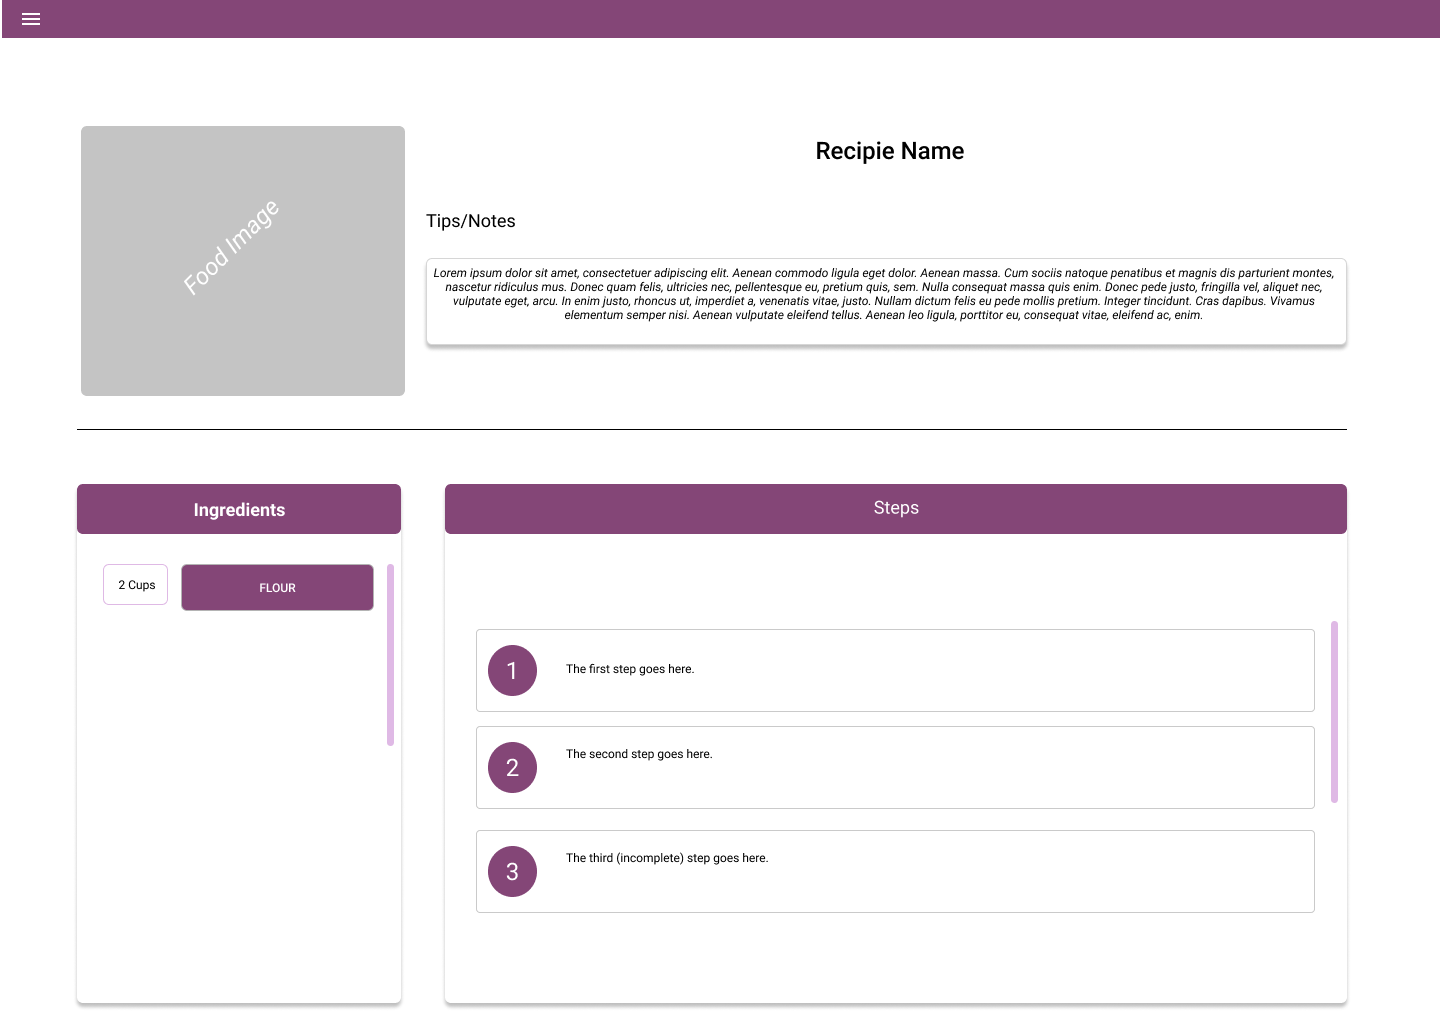 Recipie Name
Food Image
Tips/Notes
Lorem ipsum dolor sit amet, consectetuer adipiscing elit. Aenean commodo ligula eget dolor. Aenean massa. Cum sociis natoque penatibus et magnis dis parturient montes,
nascetur ridiculus mus. Donec quam felis, ultricies nec, pellentesque eu, pretium quis, sem. Nulla consequat massa quis enim. Donec pede justo, fringilla vel, aliquet nec,
vulputate eget, arcu. In enim justo, rhoncus ut, imperdiet a, venenatis vitae, justo. Nullam dictum felis eu pede mollis pretium. Integer tincidunt. Cras dapibus. Vivamus
elementum semper nisi. Aenean vulputate eleifend tellus. Aenean leo ligula, porttitor eu, consequat vitae, eleifend ac, enim.
Ingredients
2 Cups
FLOUR
Steps
1
The first step goes here.
2
The second step goes here.
3
The third (incomplete) step goes here.